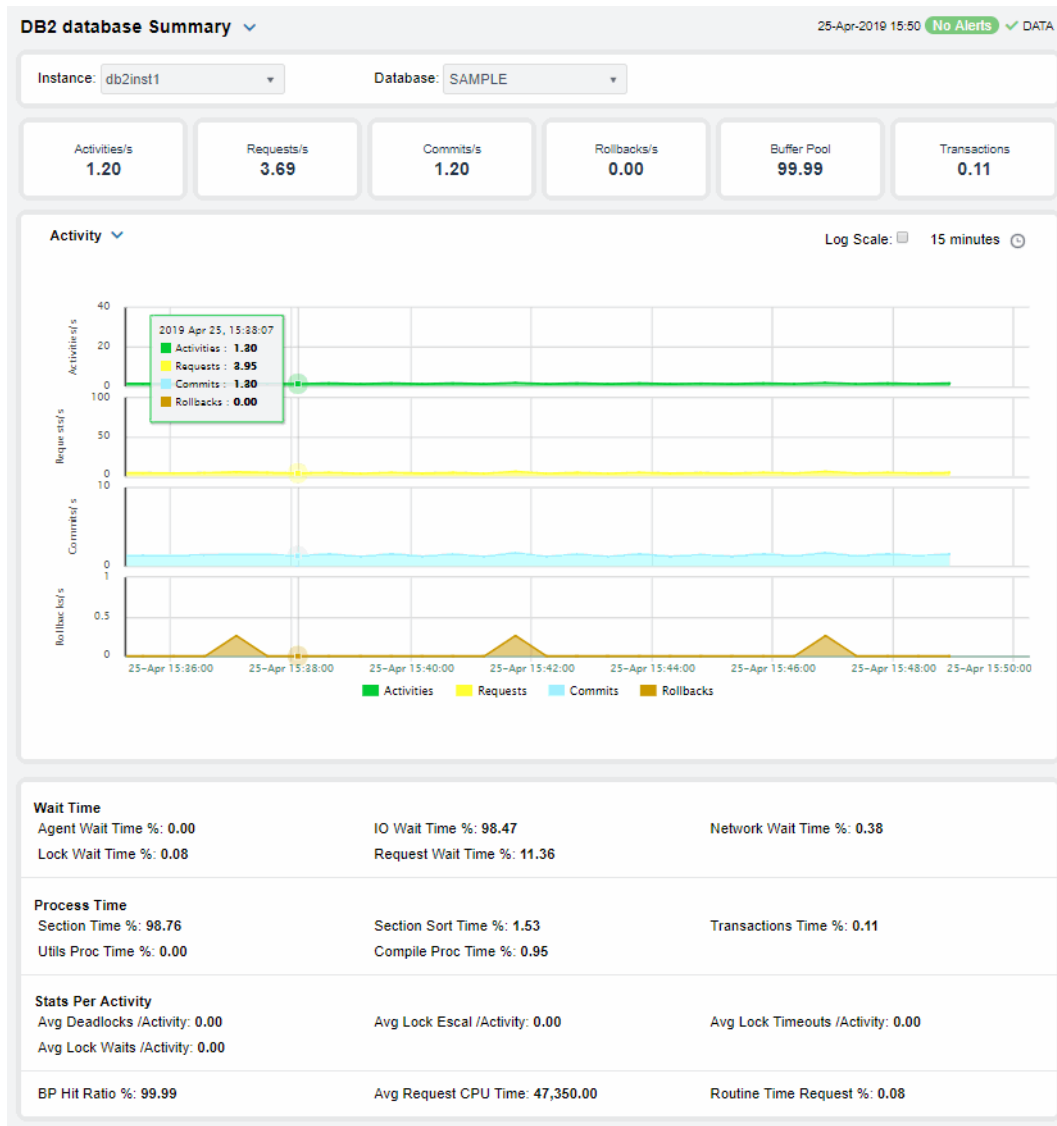 DB2 database Summary
25-Apr-2019 15:50 No Alerts DATA
Instance: db2inst1 Database: SAMPLE
Activities/s Requests/s Commits/s Rollbacks/s Buffer Pool Transactions
1.20 3.69 1.20 0.00 99.99 0.11
Activity Log Scale: 15 minutes
40
20
0
Activities/s
2019 Apr 25, 15:38:07
Activities : 1.30
Requests : 3.95
Commits : 1.30
Rollbacks : 0.00
100
50
0
Requests/s
10
0
Commits/s
1
0.5
0
Rollbacks/s
25-Apr 15:36:00 25-Apr 15:38:00 25-Apr 15:40:00 25-Apr 15:42:00 25-Apr 15:44:00 25-Apr 15:46:00 25-Apr 15:48:00 25-Apr 15:50:00
Activities Requests Commits Rollbacks
Wait Time
Agent Wait Time %: 0.00 IO Wait Time %: 98.47 Network Wait Time %: 0.38
Lock Wait Time %: 0.08 Request Wait Time %: 11.36
Process Time
Section Time %: 98.76 Section Sort Time %: 1.53 Transactions Time %: 0.11
Utils Proc Time %: 0.00 Compile Proc Time %: 0.95
Stats Per Activity
Avg Deadlocks /Activity: 0.00 Avg Lock Escal /Activity: 0.00 Avg Lock Timeouts /Activity: 0.00
Avg Lock Waits /Activity: 0.00
BP Hit Ratio %: 99.99 Avg Request CPU Time: 47,350.00 Routine Time Request %: 0.08